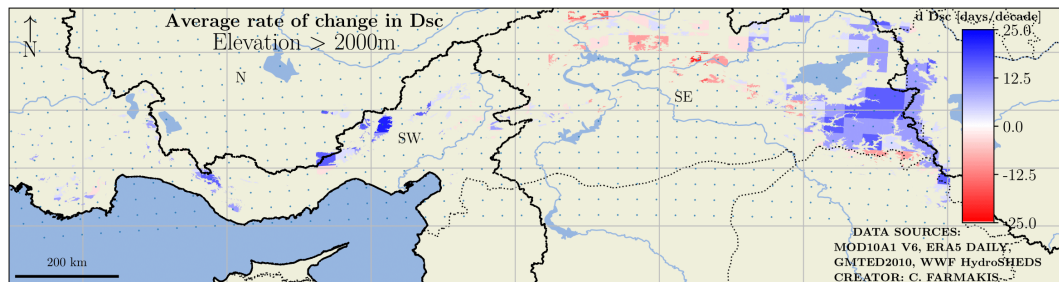 Average rate of change in Dsc
Elevation > 2000m
d Dsc [days/décade]
N
N
SW
SE
25.0
12.5
0.0
-12.5
-25.0
200 km
DATA SOURCES:
MOD10A1 V6, ERA5 DAILY,
GMTED2010, WWF HydroSHEDS
CREATOR: C. FARMAKIS